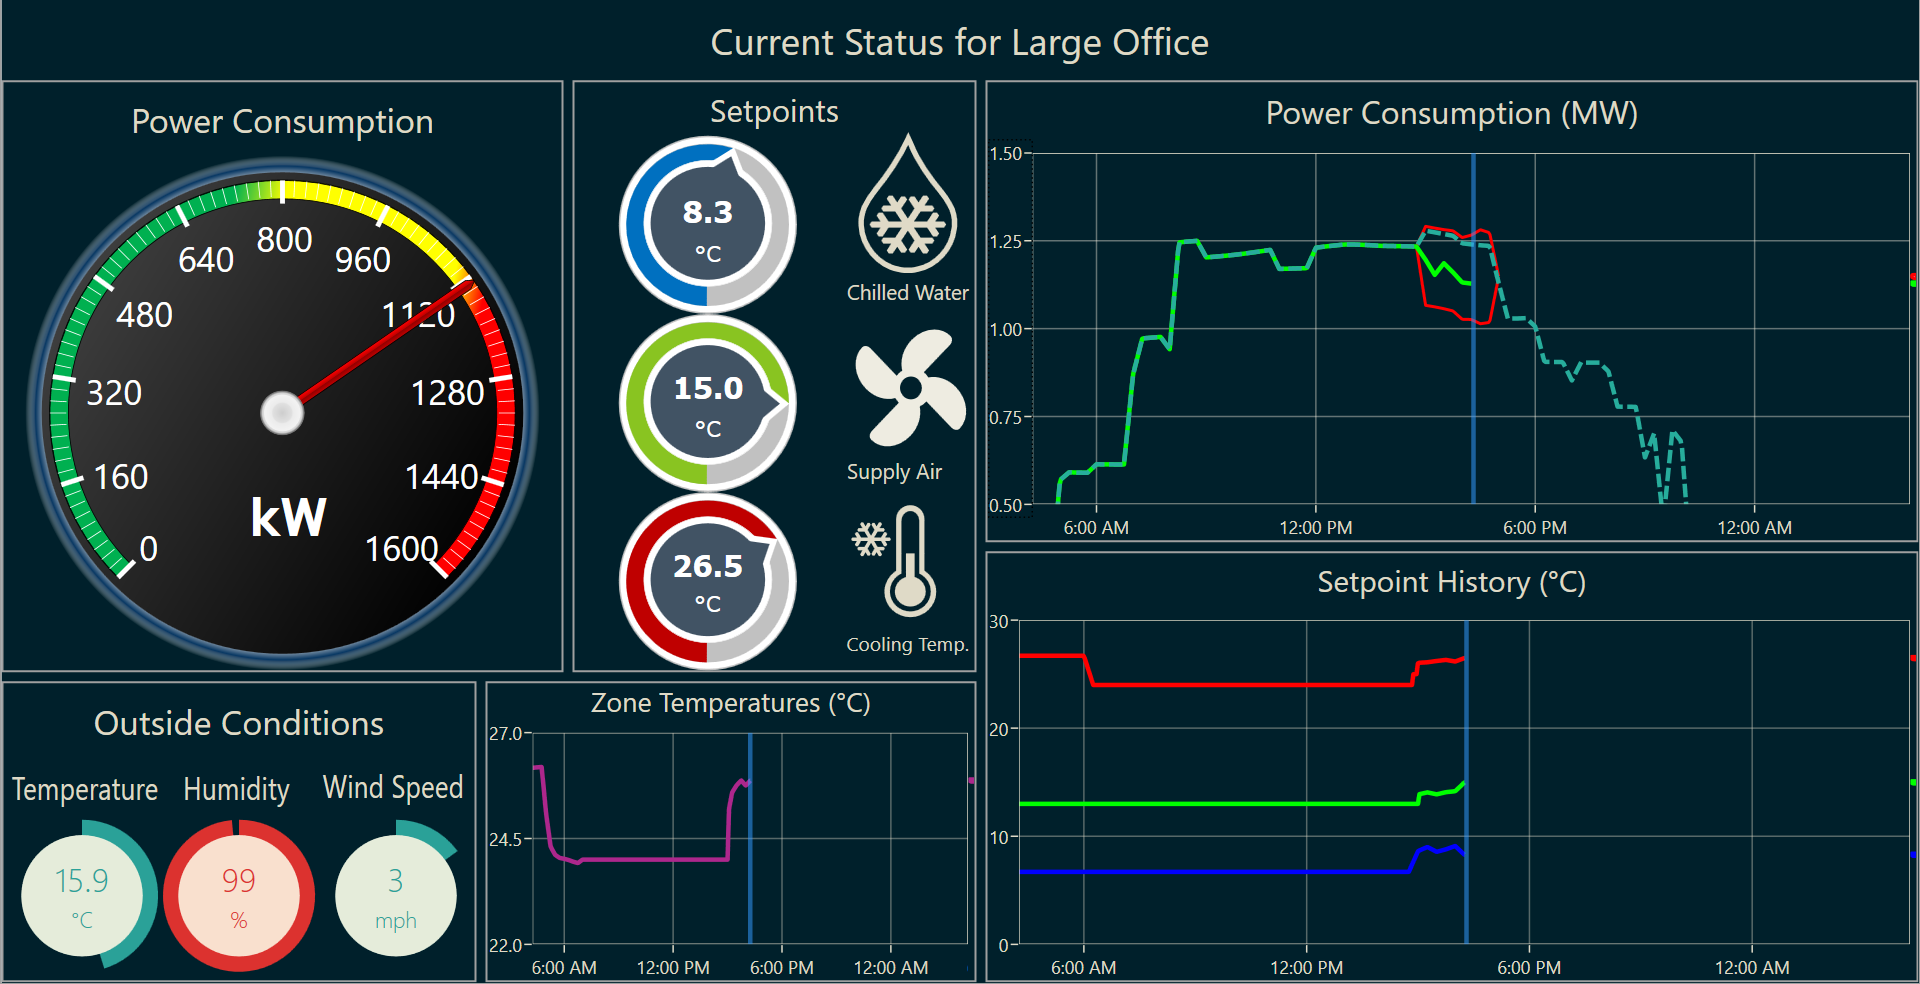 Current Status for Large Office
Power Consumption
0
160
320
480
640
800
960
1120
1280
1440
1600
kW
Setpoints
8.3
°C
Chilled Water
15.0
°C
Supply Air
26.5
°C
Cooling Temp.
Power Consumption (MW)
1.50
1.25
1.00
0.75
0.50
6:00 AM 12:00 PM 6:00 PM 12:00 AM
Outside Conditions
Temperature Humidity Wind Speed
15.9 99 3
°C % mph
Zone Temperatures (°C)
27.0
24.5
22.0
6:00 AM 12:00 PM 6:00 PM 12:00 AM
Setpoint History (°C)
30
20
10
0
6:00 AM 12:00 PM 6:00 PM 12:00 AM